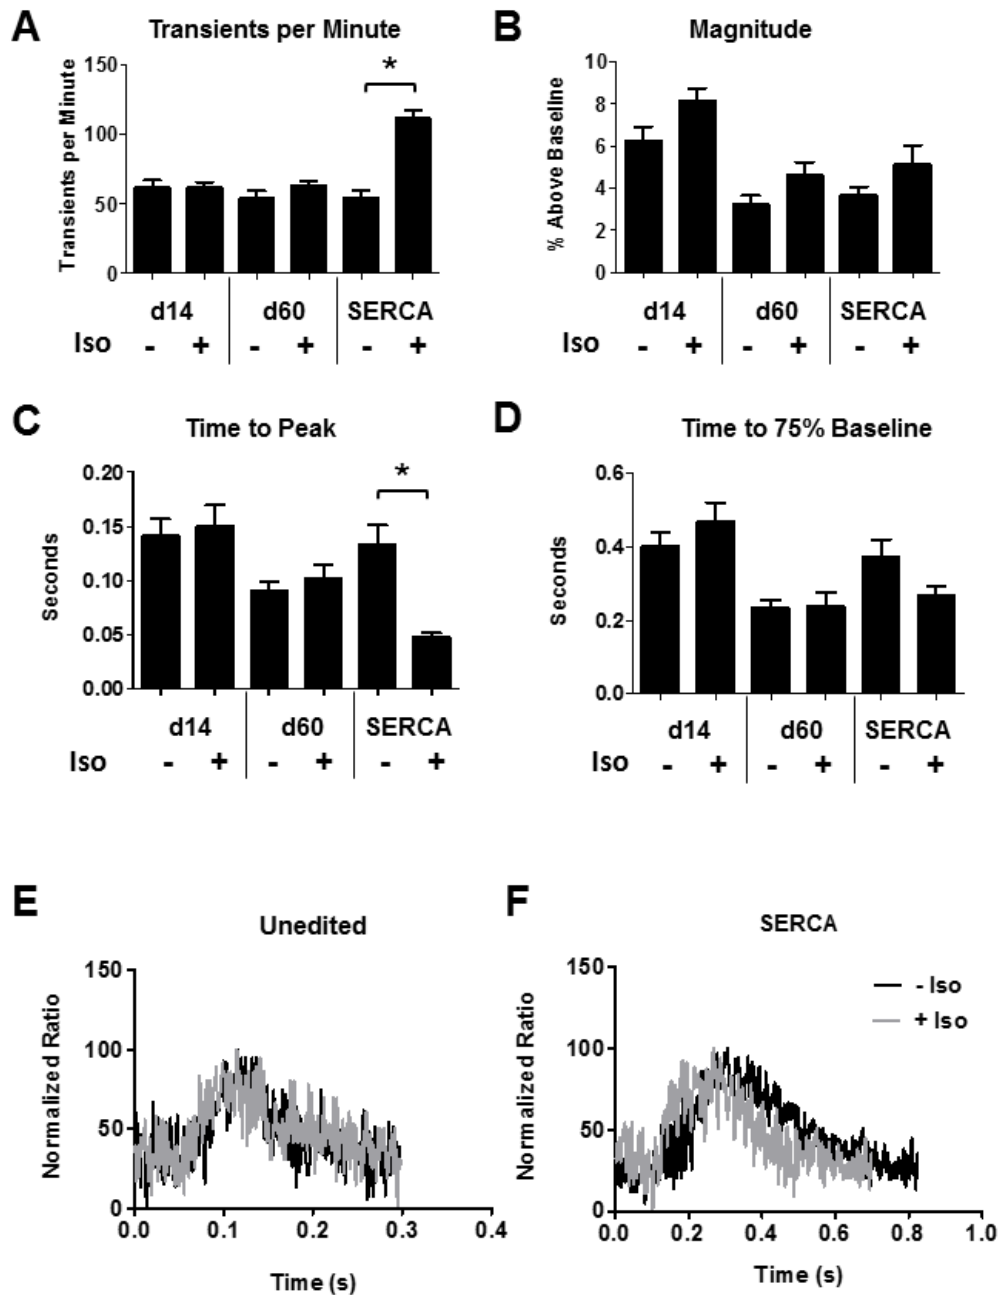 A
Transients per Minute
B
Magnitude
Transients per Minute
150
100
50
0
*
% Above Baseline
10
8
6
4
2
0
d14
d60
SERCA
d14
d60
SERCA
Iso
- + - + - +
Iso
- + - + - +
C
Time to Peak
D
Time to 75% Baseline
Seconds
0.20
0.15
0.10
0.05
0.00
*
Seconds
0.6
0.4
0.2
0.0
d14
d60
SERCA
d14
d60
SERCA
Iso
- + - + - +
Iso
- + - + - +
E
Unedited
F
SERCA
Normalized Ratio
150
100
50
0
0.0 0.1 0.2 0.3 0.4
Time (s)
Normalized Ratio
150
100
50
0
- Iso
+ Iso
0.0 0.2 0.4 0.6 0.8 1.0
Time (s)